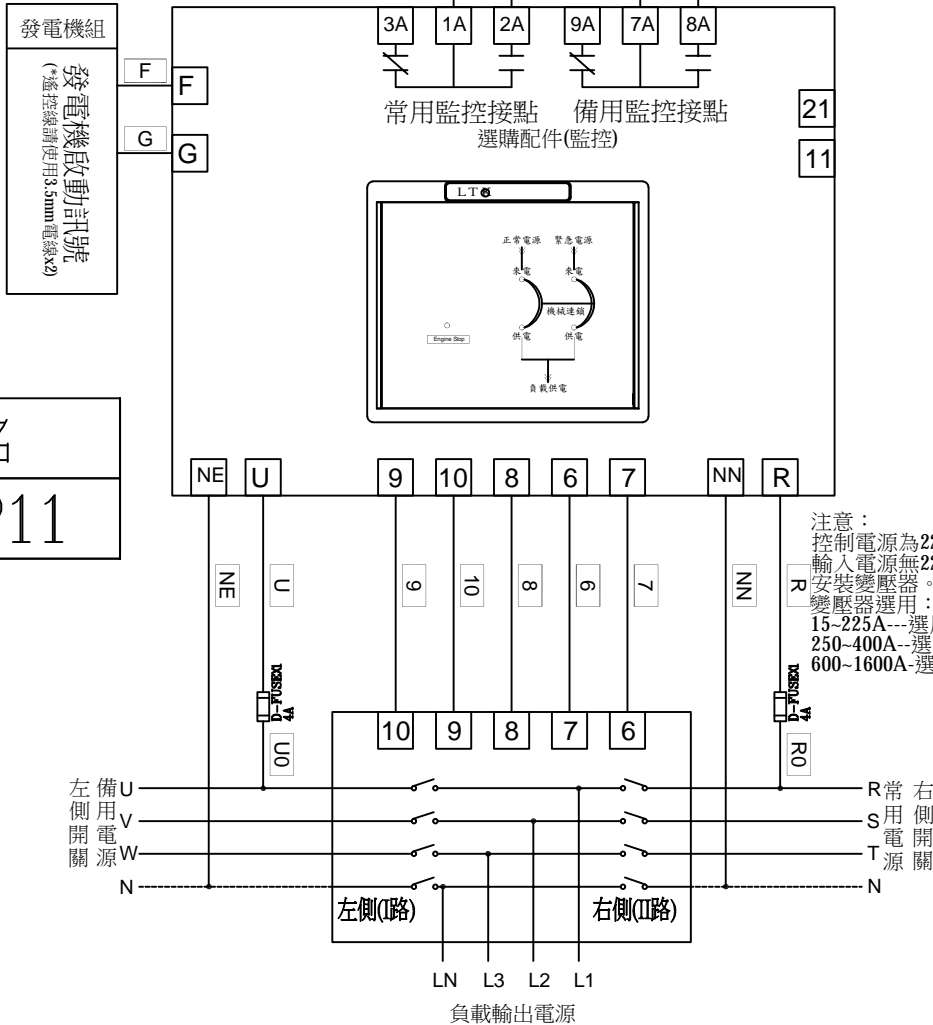 發電機組
發電機啟動訊號
(*遙控線請使用3.5mm電線x2)
F
G
F
G
3A 1A 2A 9A 7A 8A
常用監控接點 備用監控接點
選購配件(監控)
21
11
正常電源 緊急電源
來電 來電
機械連鎖
供電 供電
負載供電
Engine Stop
11
NE U 9 10 8 6 7 NN R
NE U 9 10 8 6 7 NN R
注意：
控制電源為22
輸入電源無22
安裝變壓器。
變壓器選用：
15~225A---選
250~400A--選
600~1600A-選
D-FUSEX1
4A
D-FUSEX1
4A
U0
R0
10 9 8 7 6
備用電源
左側開關
U
V
W
N
R
S
T
N
常用電源
右側開關
左側(I路) 右側(II路)
LN L3 L2 L1
負載輸出電源